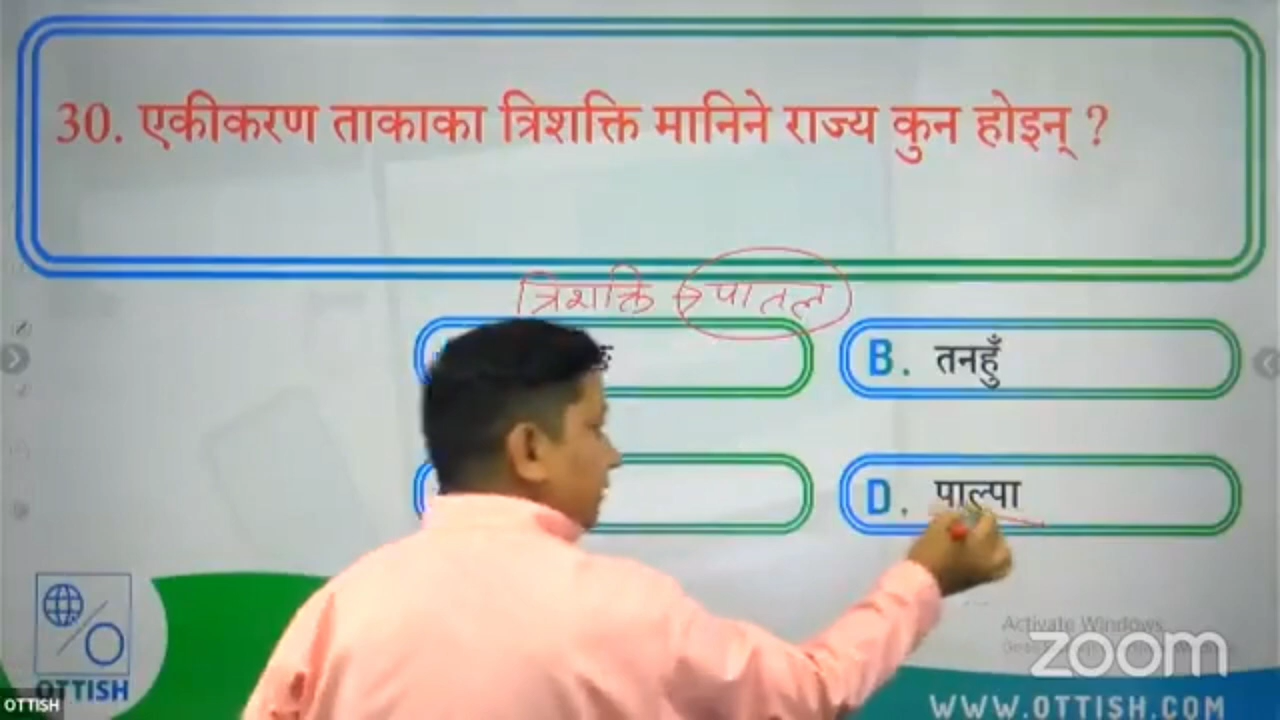 30. एकीकरण ताकाका त्रिशक्ति मानिने राज्य कुन होइन् ?
त्रिशक्ति → पातल
B. तनहुँ
D. पाल्पा
Activate Windows
zoom
OTTISH
OTTISH
WWW.OTTISH.COM